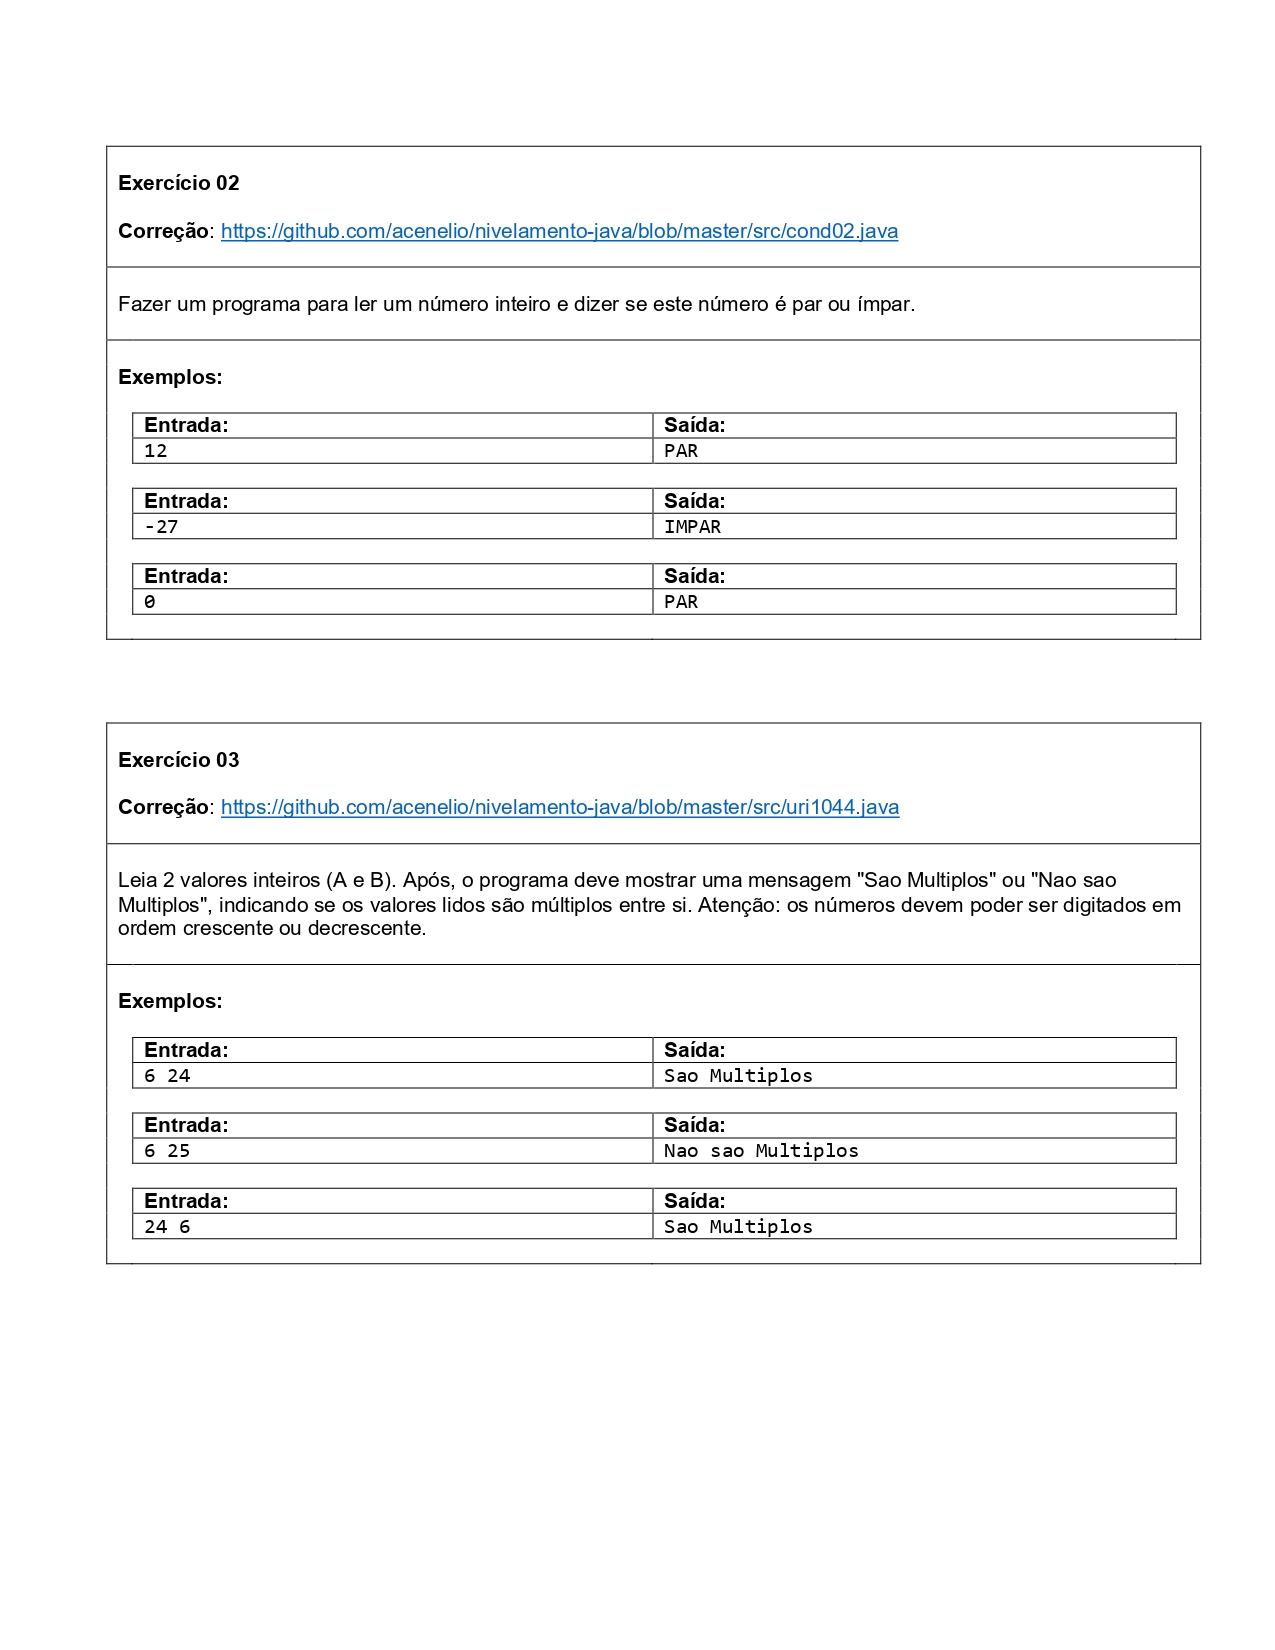 Exercício 02
Correção: https://github.com/acenelio/nivelamento-java/blob/master/src/cond02.java
Fazer um programa para ler um número inteiro e dizer se este número é par ou ímpar.
Exemplos:
Entrada: Saída:
12 PAR
Entrada: Saída:
-27 IMPAR
Entrada: Saída:
0 PAR
Exercício 03
Correção: https://github.com/acenelio/nivelamento-java/blob/master/src/uri1044.java
Leia 2 valores inteiros (A e B). Após, o programa deve mostrar uma mensagem "Sao Multiplos" ou "Nao sao
Multiplos", indicando se os valores lidos são múltiplos entre si. Atenção: os números devem poder ser digitados em
ordem crescente ou decrescente.
Exemplos:
Entrada: Saída:
6 24 Sao Multiplos
Entrada: Saída:
6 25 Nao sao Multiplos
Entrada: Saída:
24 6 Sao Multiplos